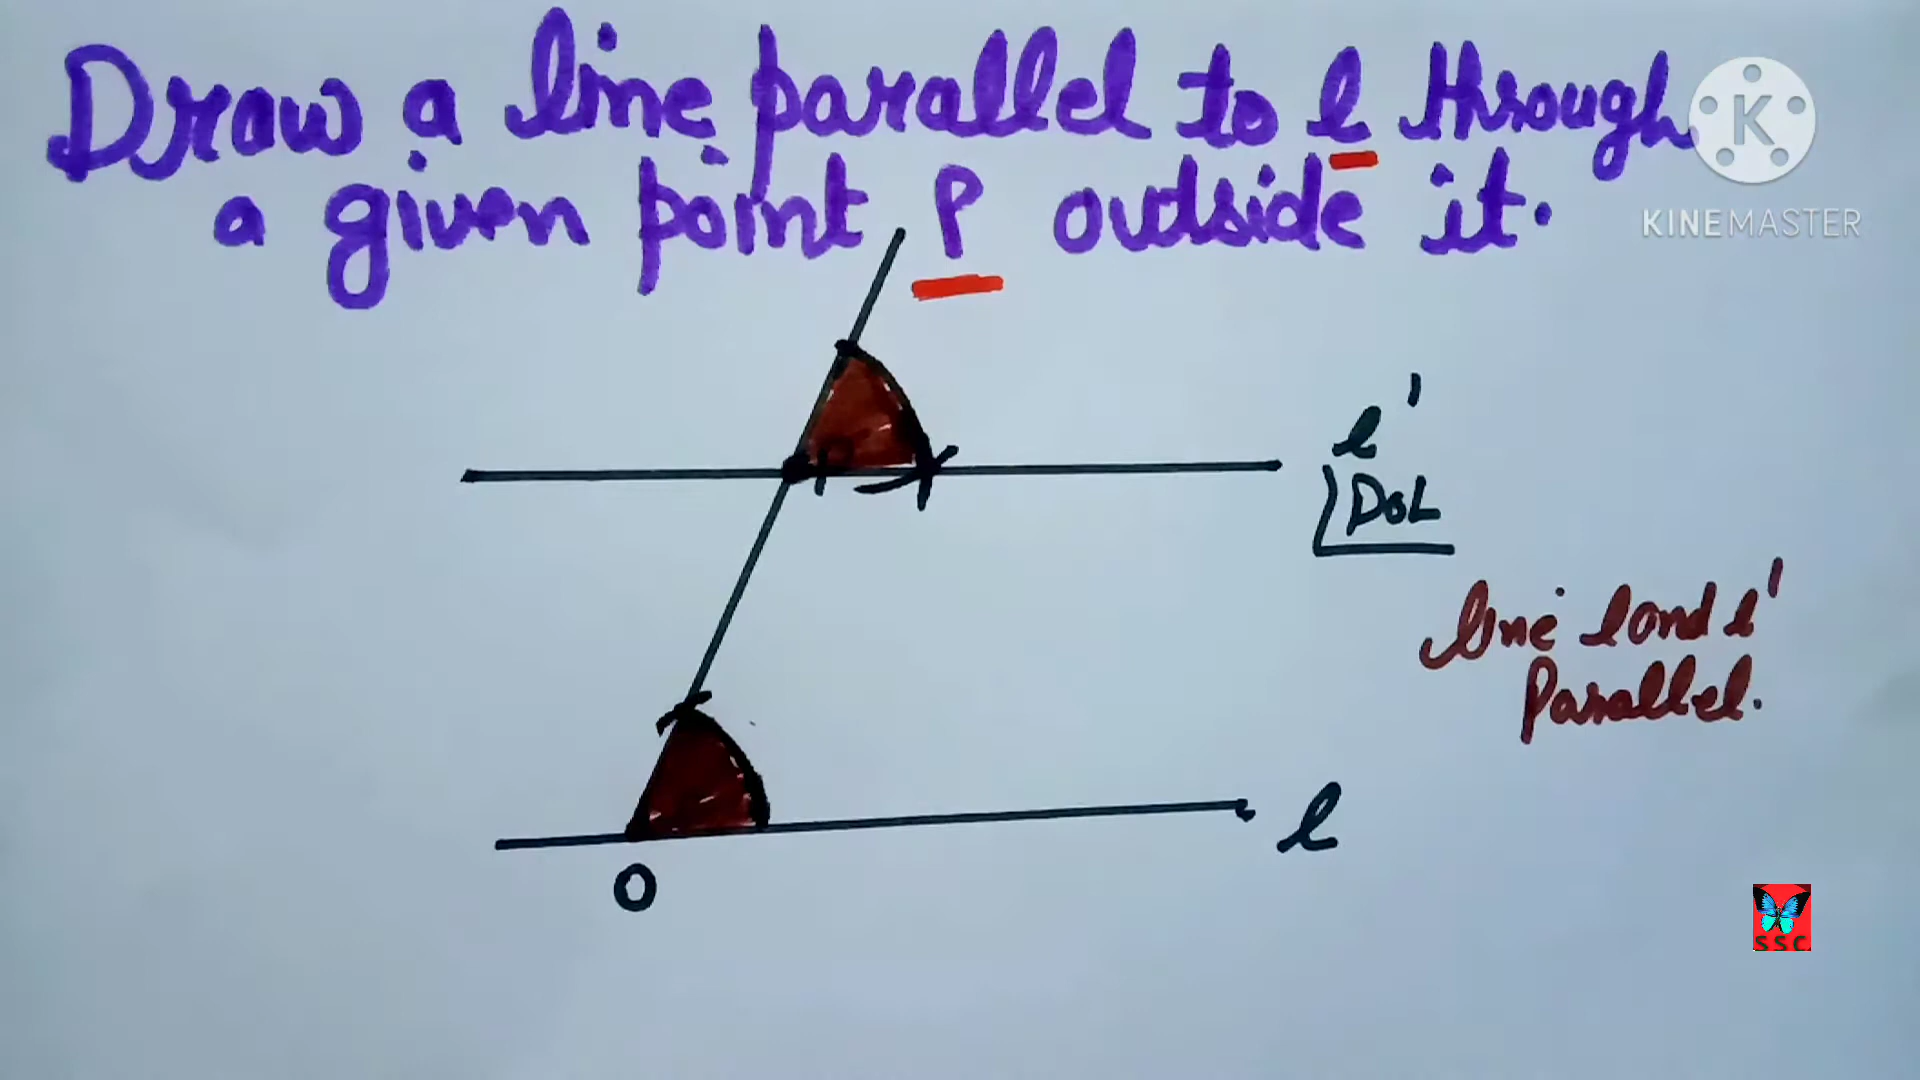 Draw a line parallel to l through
a given point P outside it.
K
KINEMASTER
l'
DOL
line l and l'
Parallel.
P
l
O
SSC